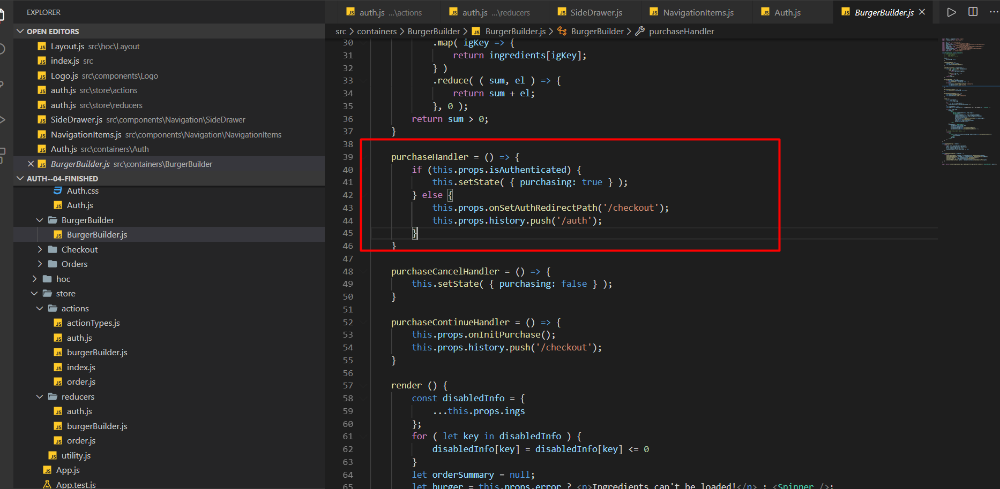 EXPLORER
OPEN EDITORS
Layout.js src\hoc\Layout
index.js src
Logo.js src\components\Logo
auth.js src\store\actions
auth.js src\store\reducers
SideDrawer.js src\components\Navigation\SideDrawer
NavigationItems.js src\components\Navigation\NavigationItems
Auth.js src\containers\Auth
BurgerBuilder.js src\containers\BurgerBuilder
AUTH--04-FINISHED
Auth.css
Auth.js
BurgerBuilder
BurgerBuilder.js
Checkout
Orders
hoc
store
actions
actionTypes.js
auth.js
burgerBuilder.js
index.js
order.js
reducers
auth.js
burgerBuilder.js
order.js
utility.js
App.js
App.test.js
auth.js ...\actions
auth.js ...\reducers
SideDrawer.js
NavigationItems.js
Auth.js
BurgerBuilder.js
src > containers > BurgerBuilder > BurgerBuilder.js > BurgerBuilder > purchaseHandler
30 .map( igKey => {
31 return ingredients[igKey];
32 } )
33 .reduce( ( sum, el ) => {
34 return sum + el;
35 }, 0 );
36 return sum > 0;
37 }
38
39 purchaseHandler = () => {
40 if (this.props.isAuthenticated) {
41 this.setState( { purchasing: true } );
42 } else {
43 this.props.onSetAuthRedirectPath('/checkout');
44 this.props.history.push('/auth');
45 }
46 }
47
48 purchaseCancelHandler = () => {
49 this.setState( { purchasing: false } );
50 }
51
52 purchaseContinueHandler = () => {
53 this.props.onInitPurchase();
54 this.props.history.push('/checkout');
55 }
56
57 render () {
58 const disabledInfo = {
59 ...this.props.ings
60 };
61 for ( let key in disabledInfo ) {
62 disabledInfo[key] = disabledInfo[key] <= 0
63 }
64 let orderSummary = null;
65 let burger = this.props.error ? <p>Ingredients can't be loaded!</p> : <Spinner />;